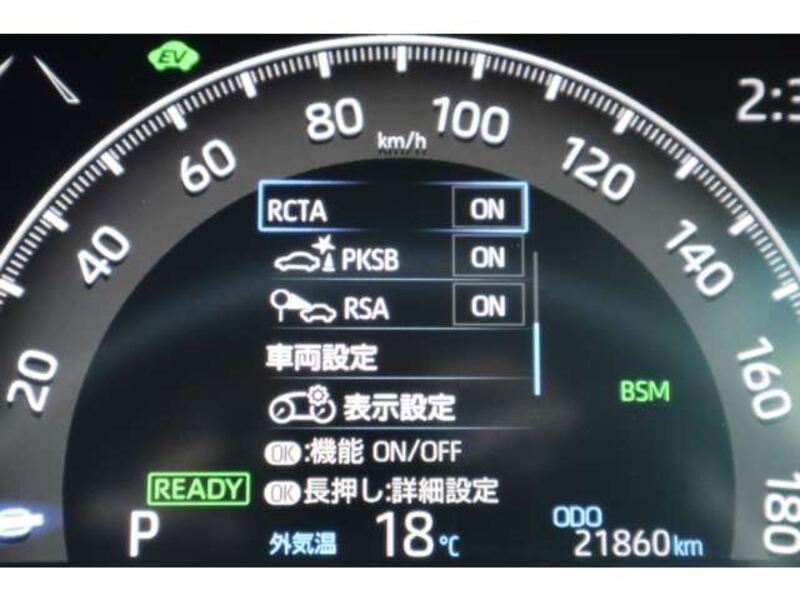 EV
2:3
80
100
km/h
60
120
40
140
20
160
180
RCTA ON
PKSB ON
RSA ON
車両設定
表示設定
OK:機能 ON/OFF
OK長押し:詳細設定
BSM
READY
P
外気温 18℃
ODO
21860km